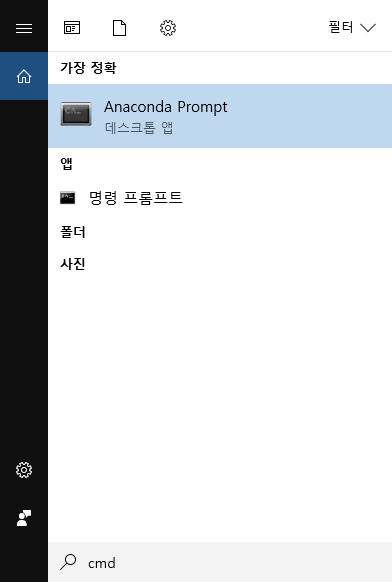 필터
가장 정확
Anaconda Prompt
데스크톱 앱
앱
명령 프롬프트
폴더
사진
cmd